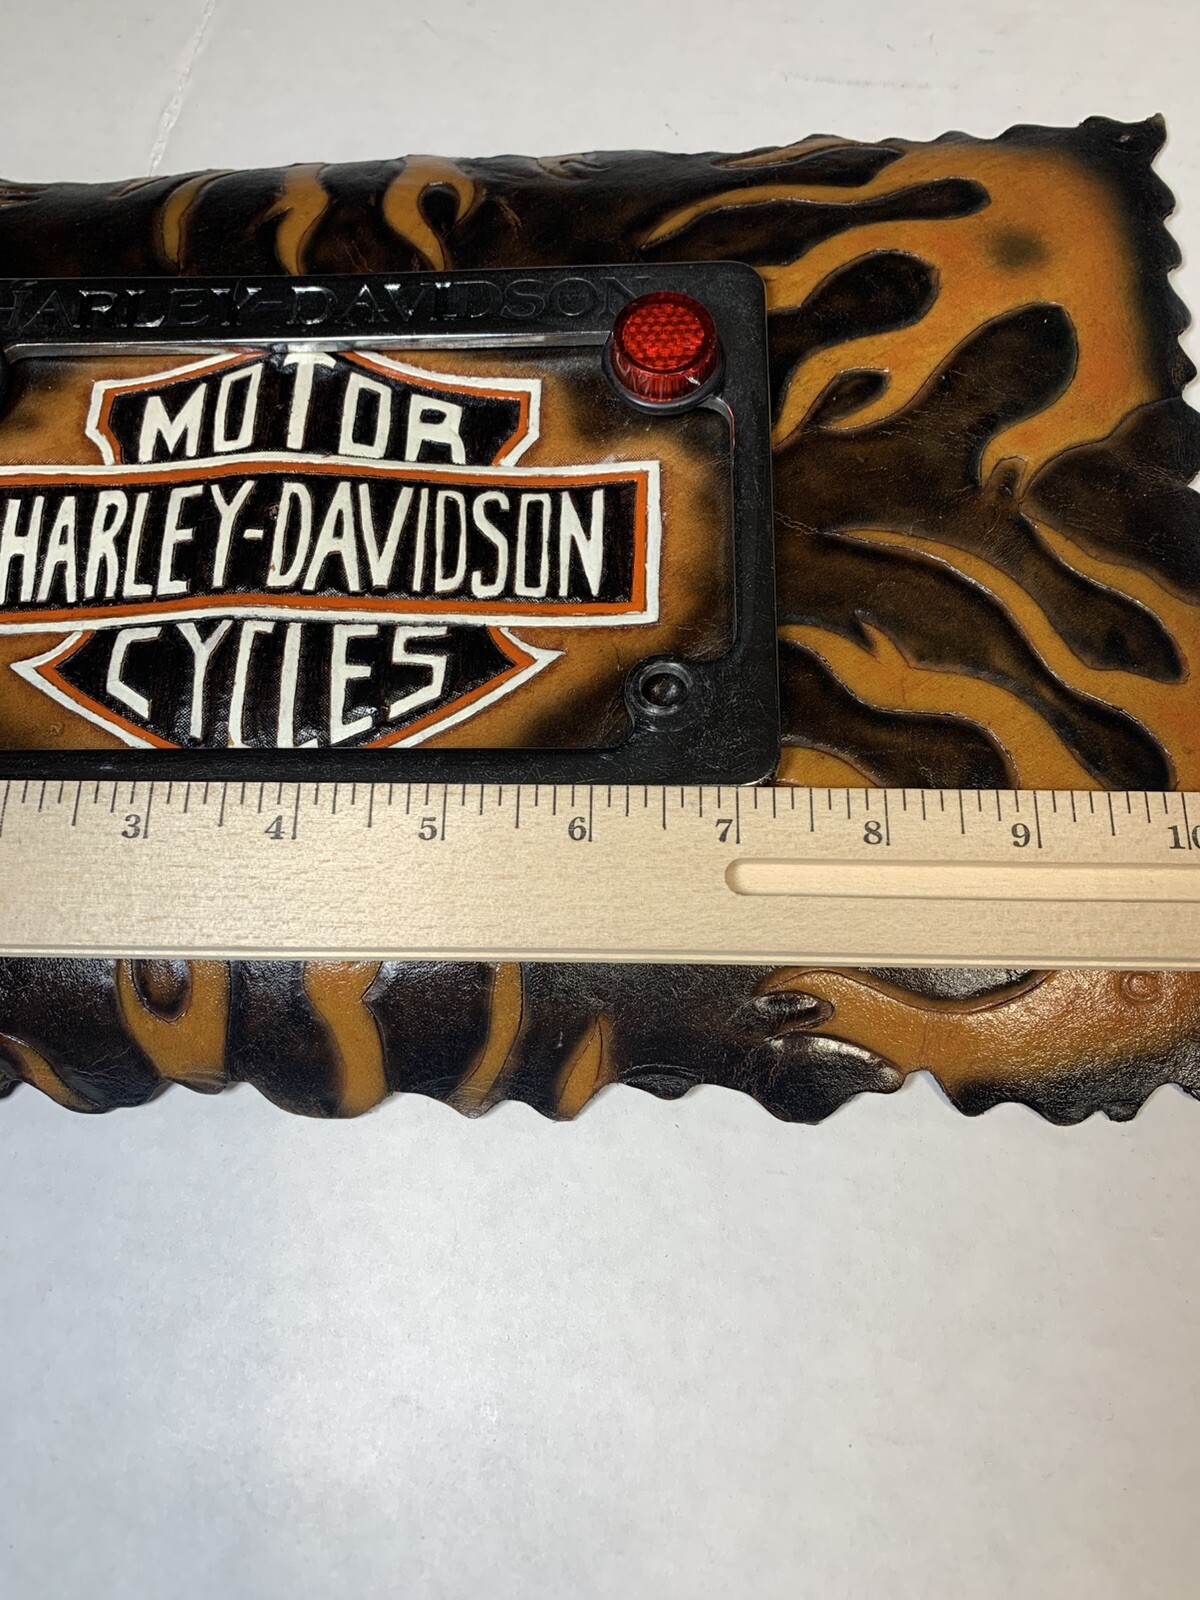 HARLEY-DAVIDSON
MOTOR
HARLEY-DAVIDSON
CYCLES
3 4 5 6 7 8 9 10